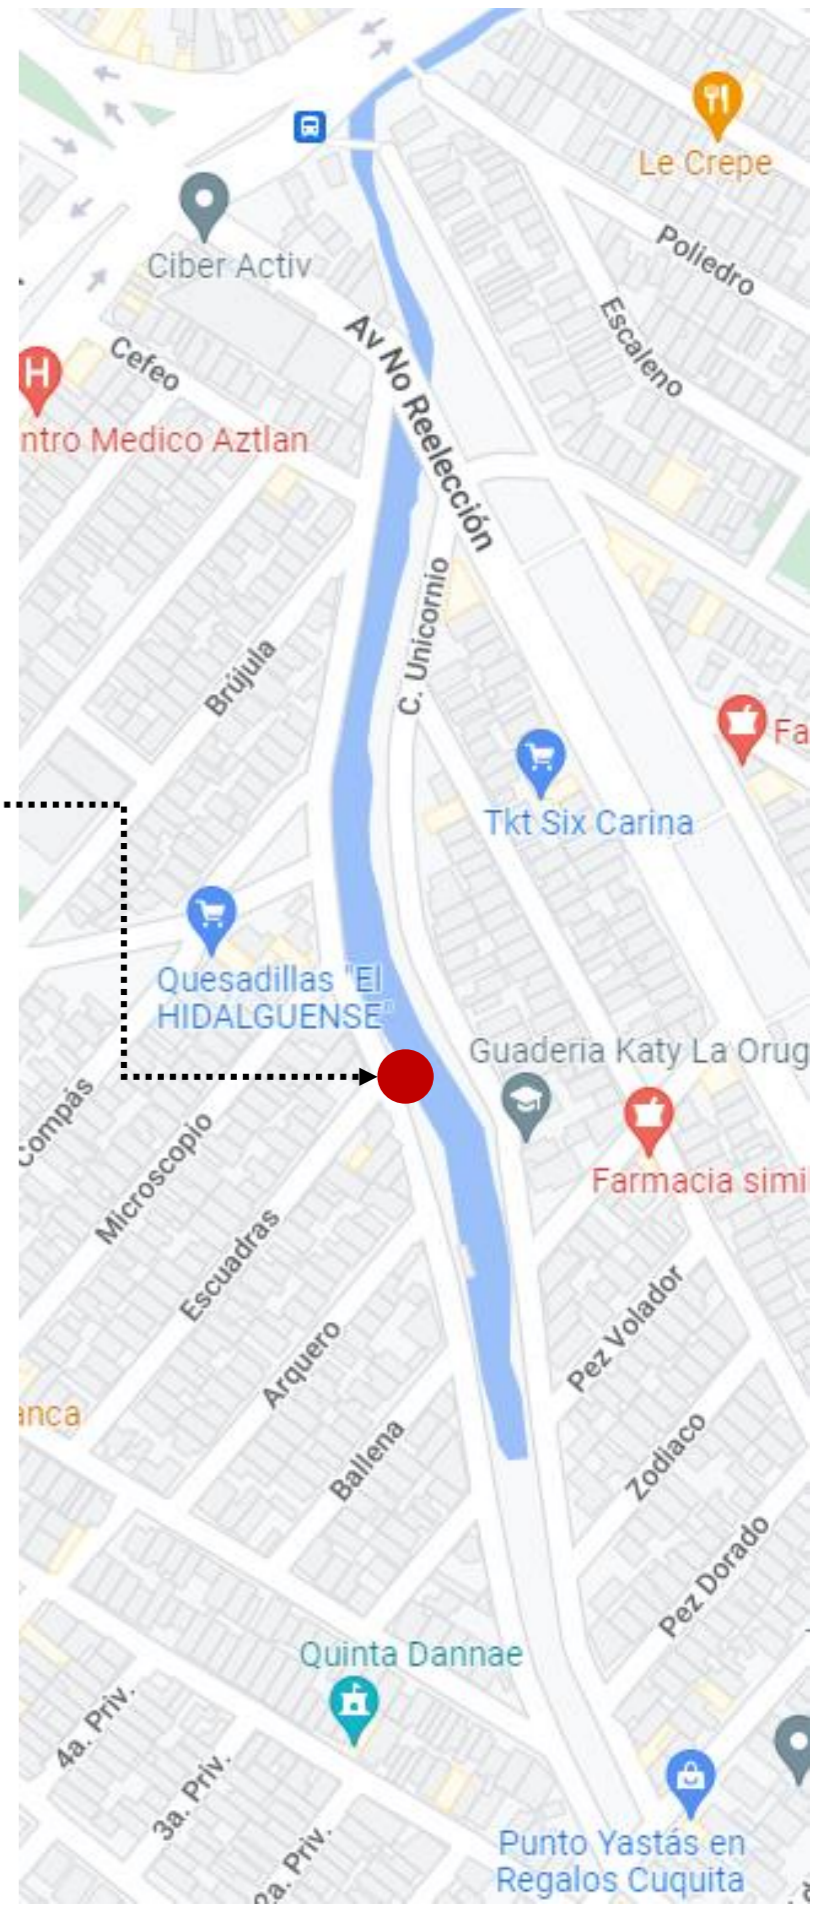 Le Crepe
Poliedro
Ciber Activ
Escaleno
Av No Reelección
Cefeo
H
ntro Medico Aztlan
C. Unicornio
Brújula
Fa
Tkt Six Carina
Quesadillas "El
HIDALGUENSE"
Guaderia Katy La Orug
Compás
Microscopio
Farmacia simi
Escuadras
Pez Volador
Arquero
anca
Ballena
Zodiaco
Pez Dorado
Quinta Dannae
4a. Priv.
3a. Priv.
2a. Priv.
Punto Yastás en
Regalos Cuquita